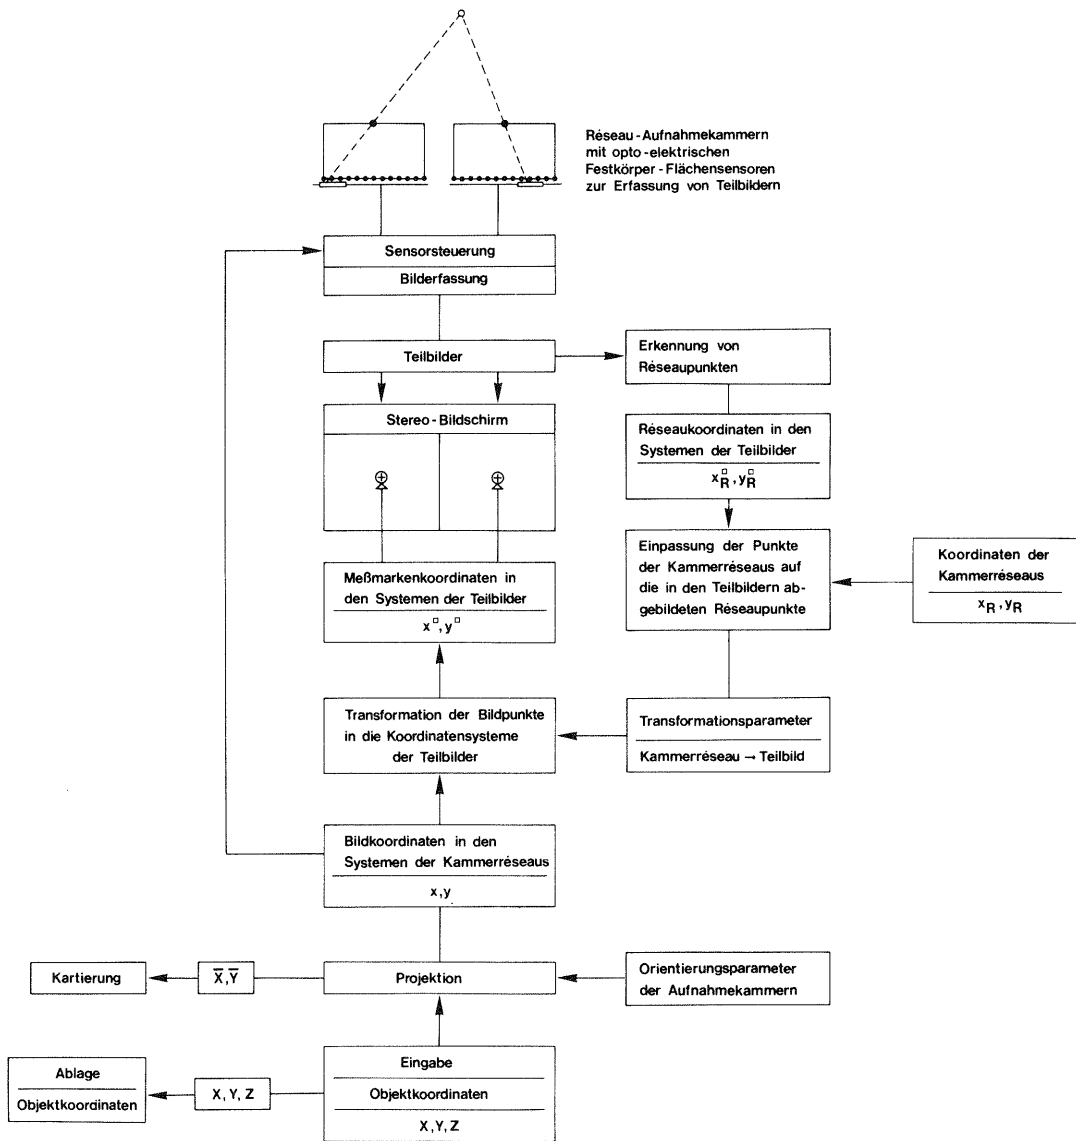 Réseau-Aufnahmekammern
mit opto-elektrischen
Festkörper-Flächensensoren
zur Erfassung von Teilbildern
Sensorsteuerung
Bilderfassung
Teilbilder
Erkennung von
Réseaupunkten
Stereo-Bildschirm
Réseaukoordinaten in den
Systemen der Teilbilder
x□R, y□R
Einpassung der Punkte
der Kammerréseaus auf
die in den Teilbildern ab-
gebildeten Réseaupunkte
Koordinaten der
Kammerréseaus
xR, yR
Meßmarkenkoordinaten in
den Systemen der Teilbilder
x□, y□
Transformation der Bildpunkte
in die Koordinatensysteme
der Teilbilder
Transformationsparameter
Kammerréseau → Teilbild
Bildkoordinaten in den
Systemen der Kammerréseaus
x,y
Kartierung
X̅,Y̅
Projektion
Orientierungsparameter
der Aufnahmekammern
Ablage
Objektkoordinaten
X, Y, Z
Eingabe
Objektkoordinaten
X,Y,Z